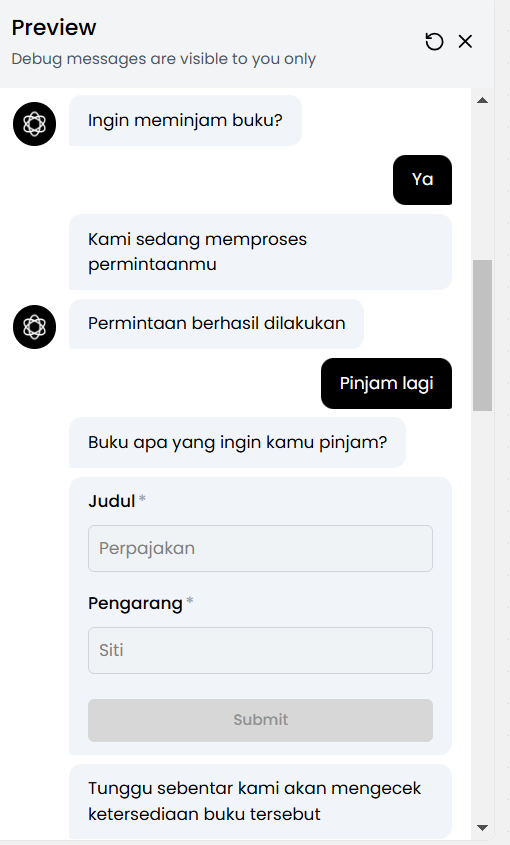 Preview
Debug messages are visible to you only
Ingin meminjam buku?
Ya
Kami sedang memproses
permintaanmu
Permintaan berhasil dilakukan
Pinjam lagi
Buku apa yang ingin kamu pinjam?
Judul *
Perpajakan
Pengarang *
Siti
Submit
Tunggu sebentar kami akan mengecek
ketersediaan buku tersebut